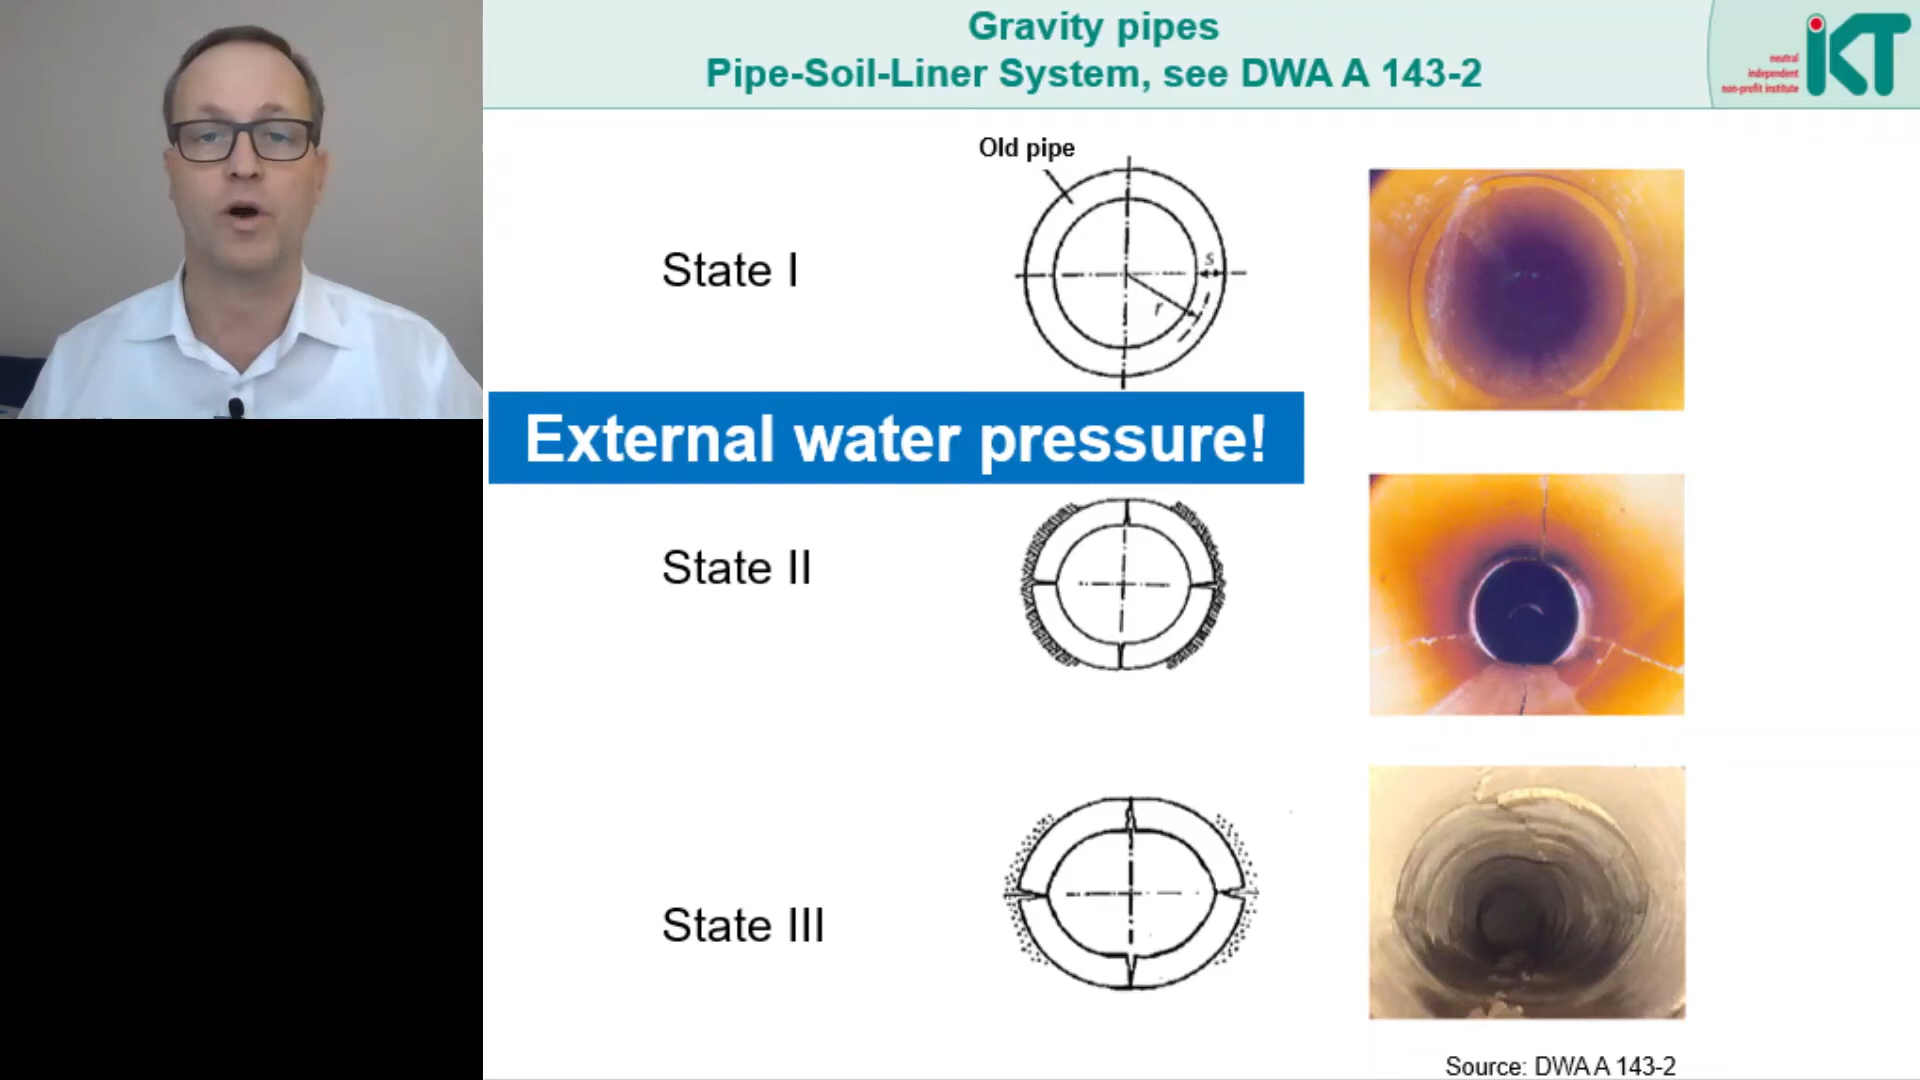 Gravity pipes
Pipe-Soil-Liner System, see DWA A 143-2
neutral
independent
non-profit institute
iKT
Old pipe
State I
s
r
External water pressure!
State II
State III
Source: DWA A 143-2